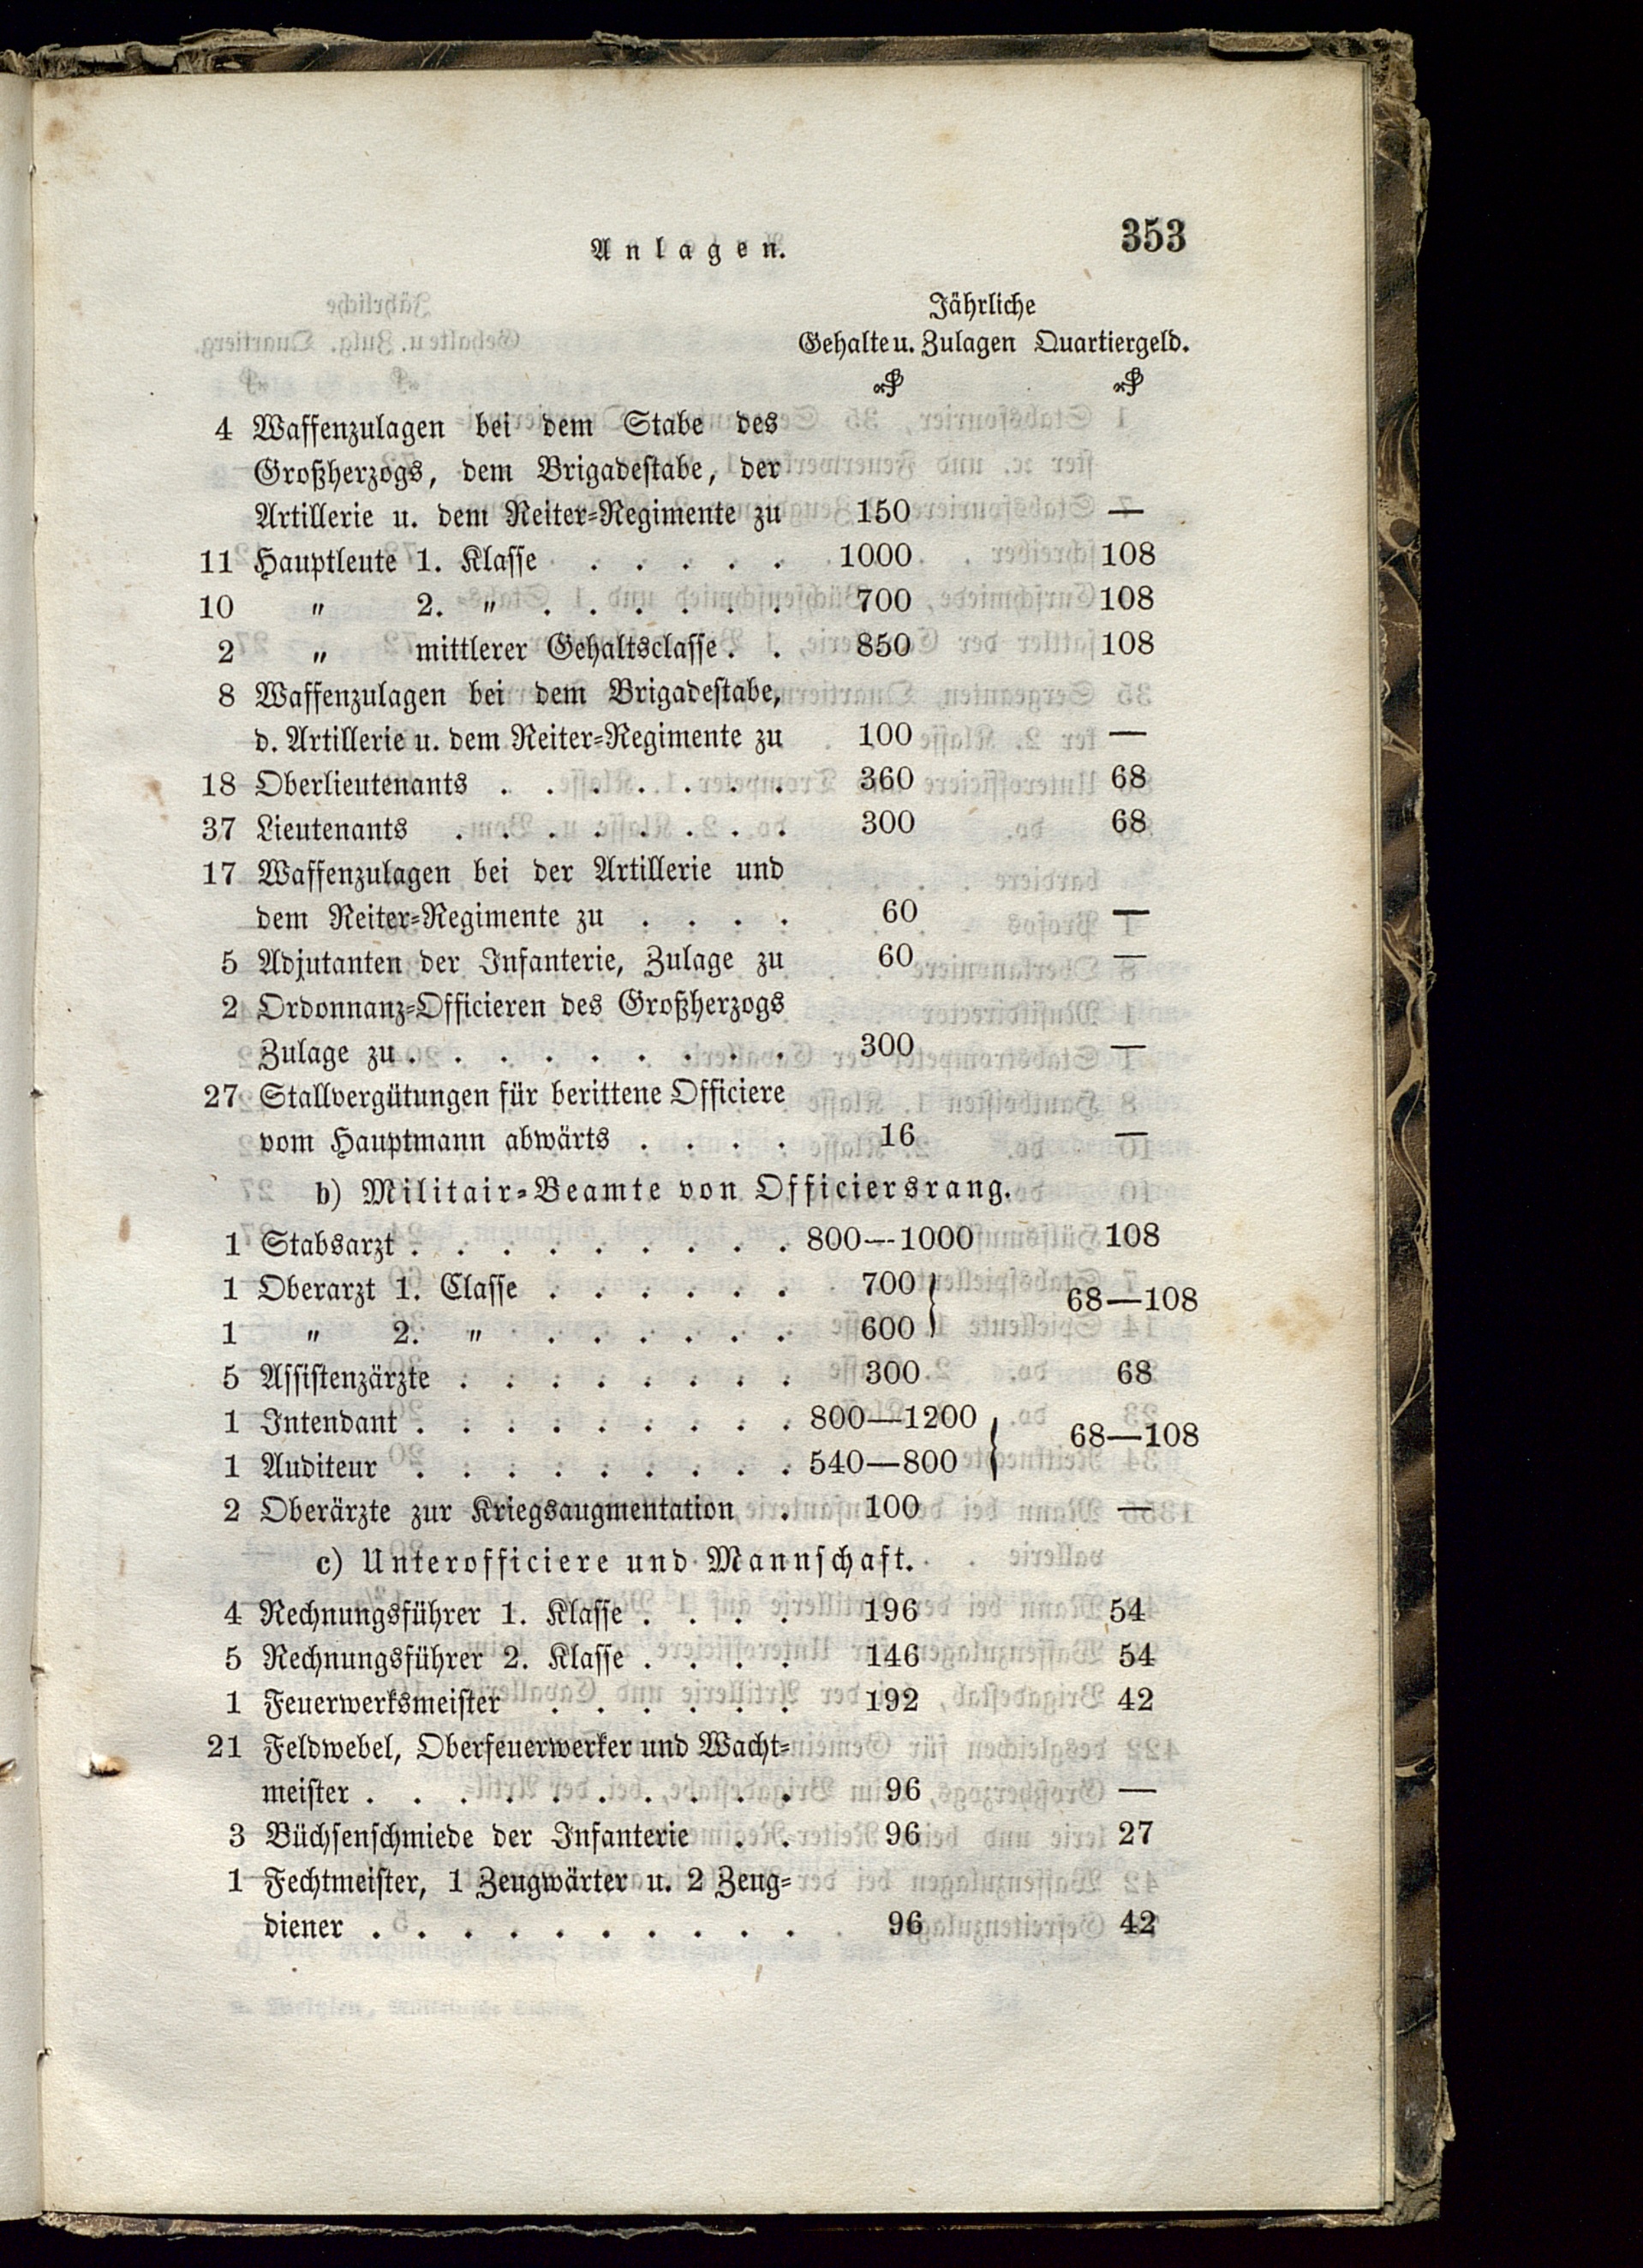 Anlagen. 353
Jährliche
Gehalte u. Zulagen Quartiergeld.
4 Waffenzulagen bei dem Stabe des
Großherzogs, dem Brigadestabe, der
Artillerie u. dem Reiter-Regimente zu 150 —
11 Hauptleute 1. Klasse . . . . . 1000 108
10 " 2. " . . . . . . 700 108
2 " mittlerer Gehaltsclasse . . 850 108
8 Waffenzulagen bei dem Brigadestabe,
d. Artillerie u. dem Reiter-Regimente zu 100 —
18 Oberlieutenants . . . . . . . 360 68
37 Lieutenants . . . . . . . . 300 68
17 Waffenzulagen bei der Artillerie und
dem Reiter-Regimente zu . . . . 60 —
5 Adjutanten der Infanterie, Zulage zu 60 —
2 Ordonnanz-Officieren des Großherzogs
Zulage zu . . . . . . . . . 300 —
27 Stallvergütungen für berittene Officiere
vom Hauptmann abwärts . . . . 16 —
b) Militair-Beamte von Officiersrang.
1 Stabsarzt . . . . . . . . . 800—1000 108
1 Oberarzt 1. Classe . . . . . . 700 } 68—108
1 " 2. " . . . . . . 600 }
5 Assistenzärzte . . . . . . . . 300 68
1 Intendant . . . . . . . . . 800—1200 } 68—108
1 Auditeur . . . . . . . . . 540—800 }
2 Oberärzte zur Kriegsaugmentation . 100 —
c) Unterofficiere und Mannschaft.
4 Rechnungsführer 1. Klasse . . . . 196 54
5 Rechnungsführer 2. Klasse . . . . 146 54
1 Feuerwerksmeister . . . . . . 192 42
21 Feldwebel, Oberfeuerwerker und Wacht-
meister . . . . . . . . . . 96 —
3 Büchsenschmiede der Infanterie . . 96 27
1 Fechtmeister, 1 Zeugwärter u. 2 Zeug-
diener . . . . . . . . . . 96 42